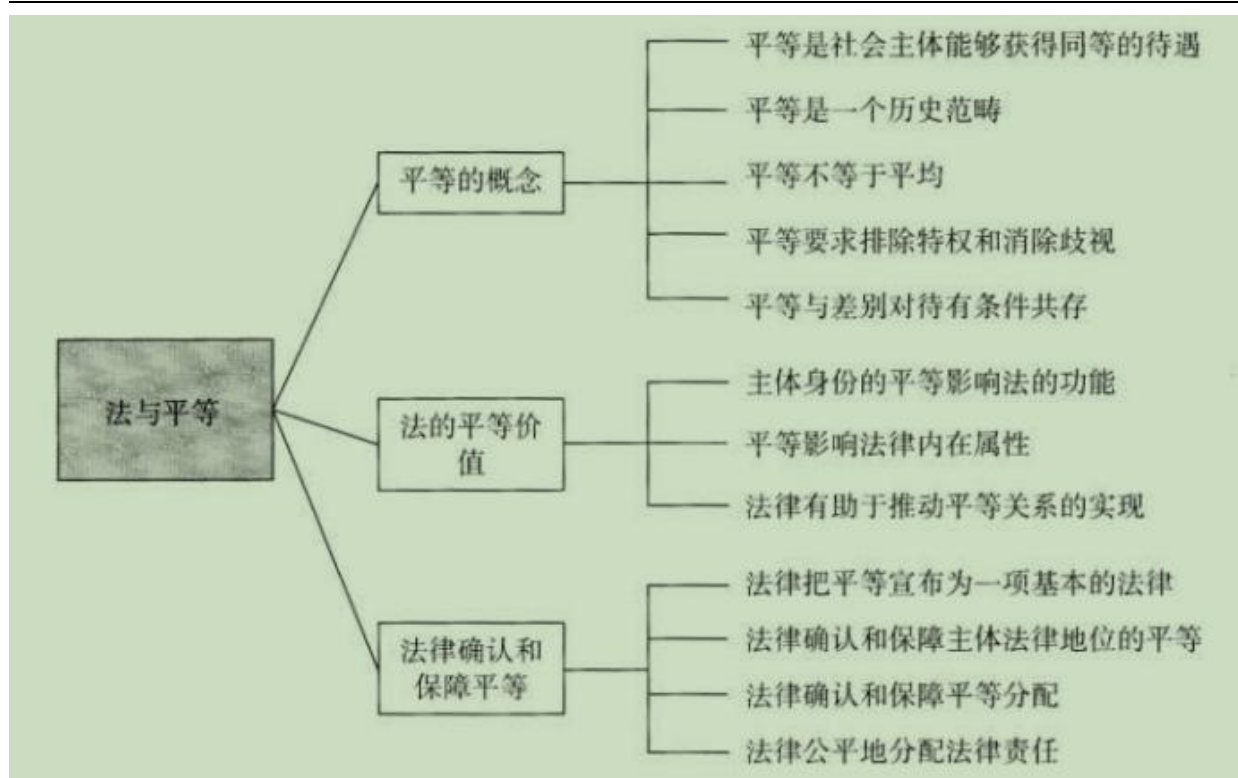 平等是社会主体能够获得同等的待遇
平等是一个历史范畴
平等的概念
平等不等于平均
平等要求排除特权和消除歧视
平等与差别对待有条件共存
法与平等
主体身份的平等影响法的功能
法的平等价
值
平等影响法律内在属性
法律有助于推动平等关系的实现
法律把平等宣布为一项基本的法律
法律确认和
保障平等
法律确认和保障主体法律地位的平等
法律确认和保障平等分配
法律公平地分配法律责任